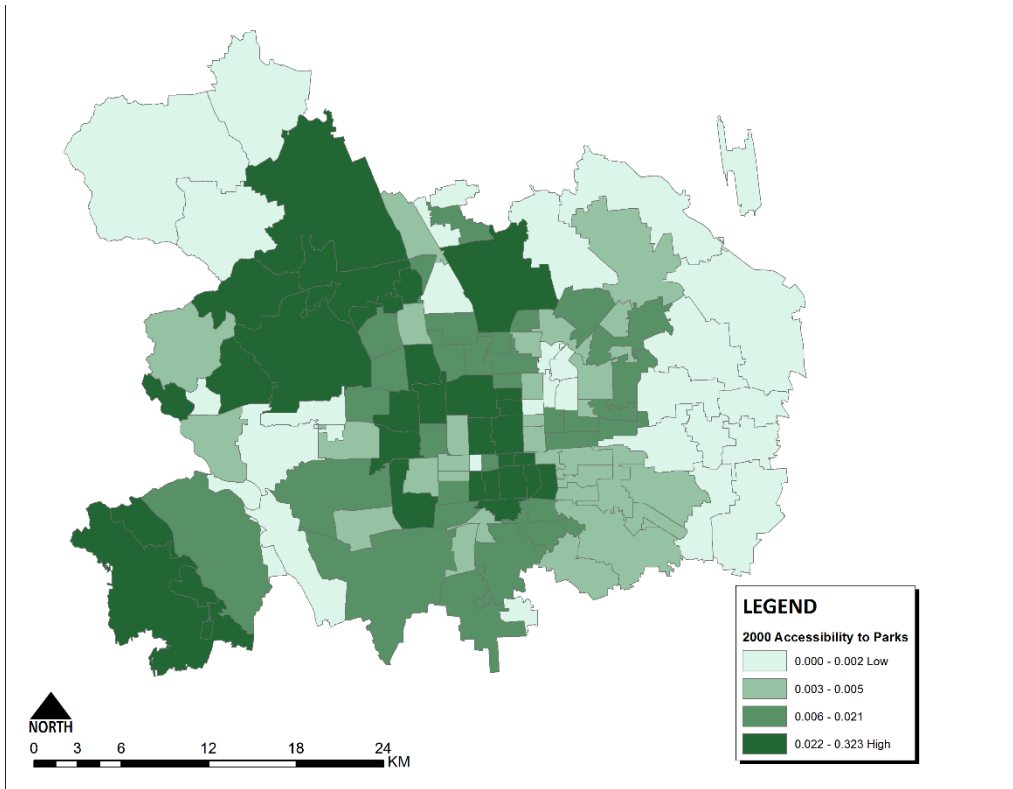 LEGEND
2000 Accessibility to Parks
0.000 - 0.002 Low
0.003 - 0.005
0.006 - 0.021
0.022 - 0.323 High
NORTH
0 3 6 12 18 24
KM